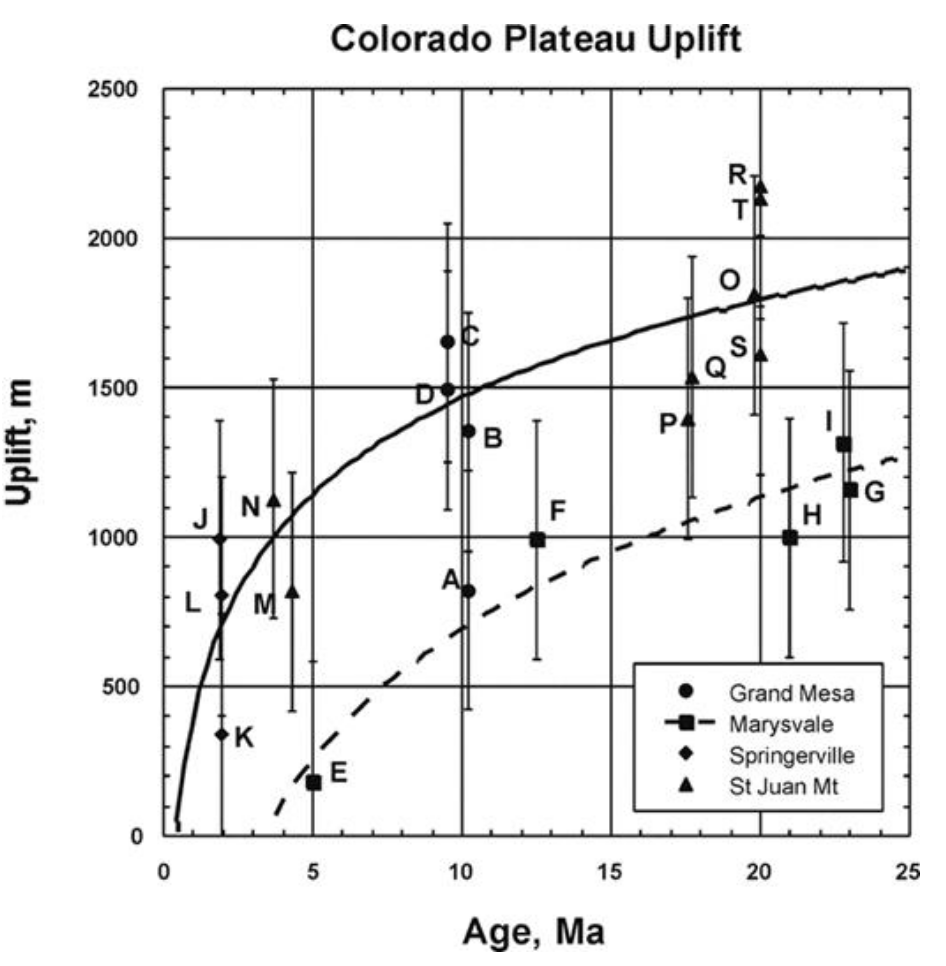 Colorado Plateau Uplift
2500
2000
1500
1000
500
0
Uplift, m
R
T
O
S
Q
P
C
D
B
I
G
H
F
N
J
A
L
M
K
E
Grand Mesa
Marysvale
Springerville
St Juan Mt
0 5 10 15 20 25
Age, Ma